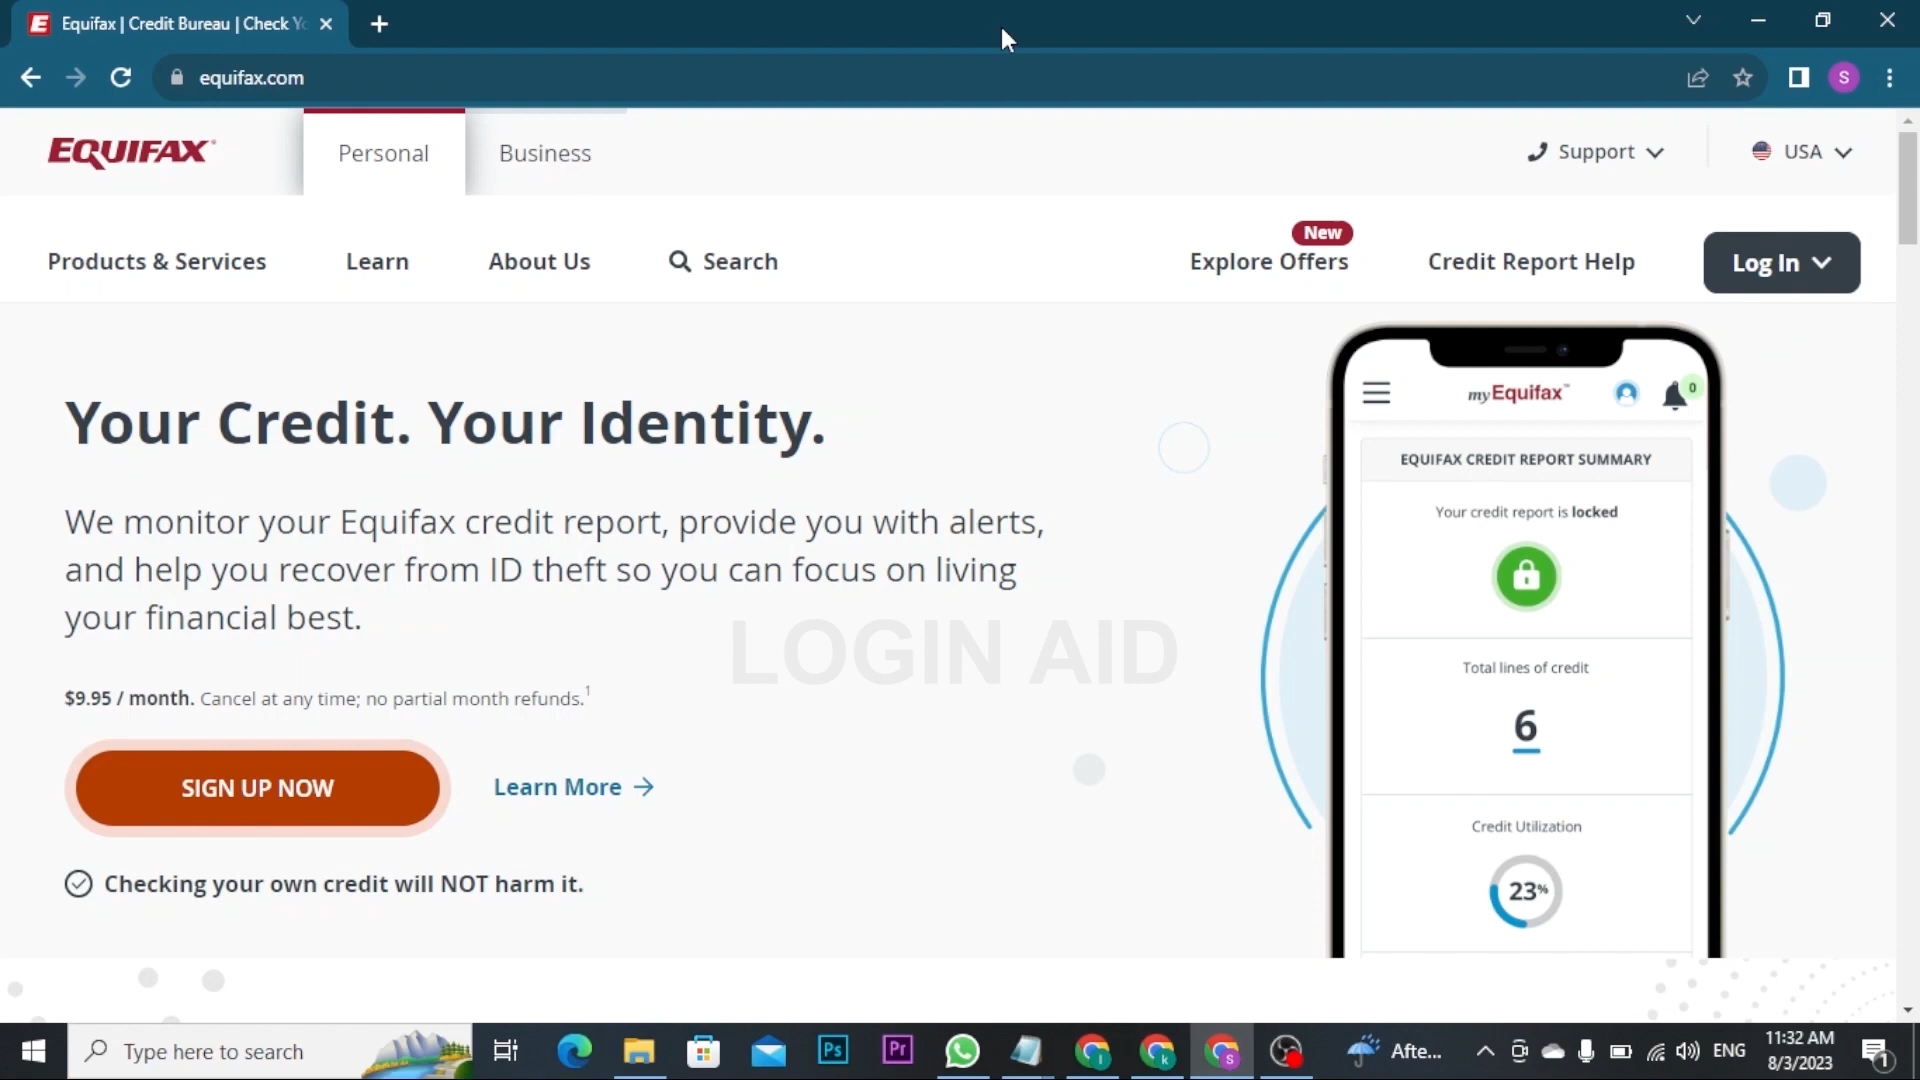 Equifax | Credit Bureau | Check Yo
equifax.com
S
EQUIFAX
Personal
Business
Support
USA
Products & Services
Learn
About Us
Search
New
Explore Offers
Credit Report Help
Log In
Your Credit. Your Identity.
We monitor your Equifax credit report, provide you with alerts,
and help you recover from ID theft so you can focus on living
your financial best.
$9.95 / month. Cancel at any time; no partial month refunds.1
SIGN UP NOW
Learn More
Checking your own credit will NOT harm it.
LOGIN AID
myEquifax™
0
EQUIFAX CREDIT REPORT SUMMARY
Your credit report is locked
Total lines of credit
6
Credit Utilization
23%
Type here to search
Ps
Pr
I
k
S
Afte...
ENG
11:32 AM
8/3/2023
1